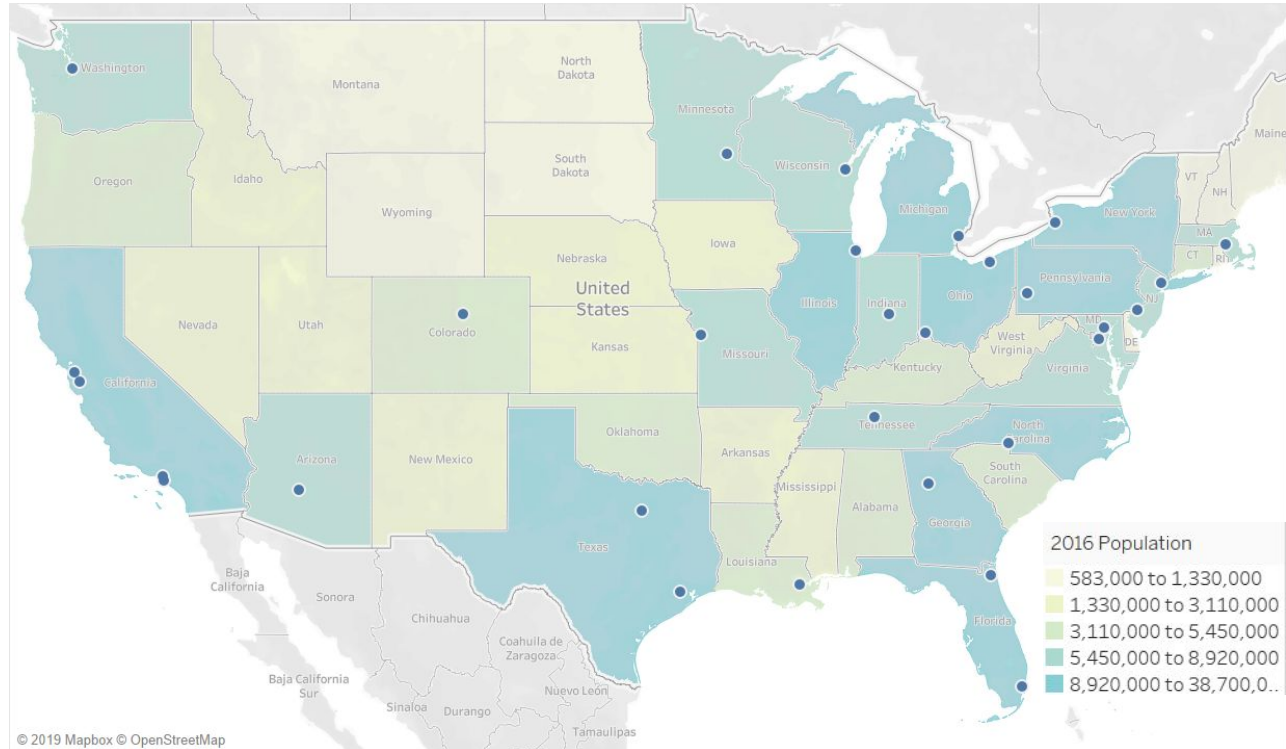 Washington
Montana
North
Dakota
Minnesota
Maine
South
Dakota
Wisconsin
VT
NH
Oregon
Idaho
Wyoming
Michigan
New York
MA
Iowa
CT
RI
Nebraska
Pennsylvania
United
States
Illinois
Indiana
Ohio
NJ
Nevada
Utah
Colorado
Kansas
Missouri
MD
DE
West
Virginia
Virginia
Kentucky
California
Tennessee
North
Carolina
Oklahoma
Arizona
New Mexico
Arkansas
South
Carolina
Mississippi
Alabama
Georgia
Texas
Louisiana
Florida
Baja
California
Sonora
Chihuahua
Coahuila de
Zaragoza
Baja California
Sur
Sinaloa
Durango
Nuevo León
Tamaulipas
2016 Population
583,000 to 1,330,000
1,330,000 to 3,110,000
3,110,000 to 5,450,000
5,450,000 to 8,920,000
8,920,000 to 38,700,0..
© 2019 Mapbox © OpenStreetMap